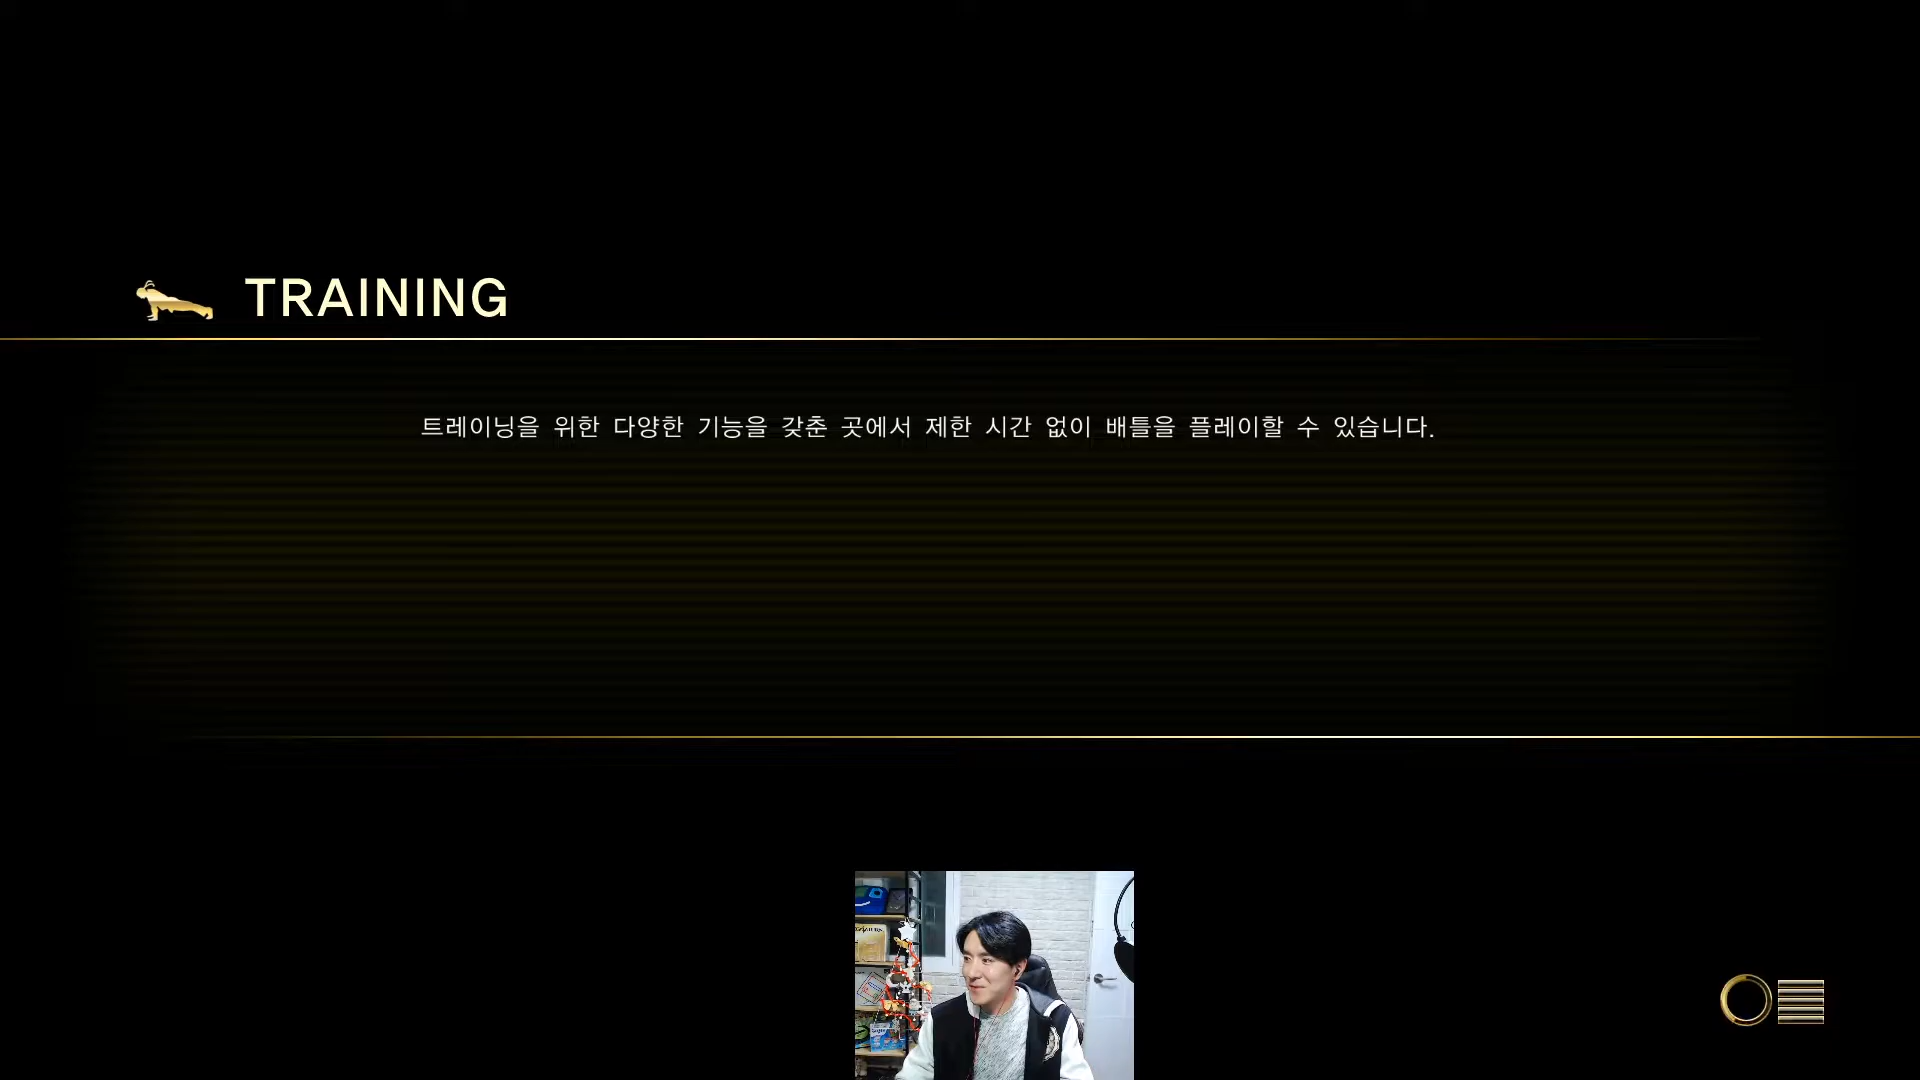 TRAINING
트레이닝을 위한 다양한 기능을 갖춘 곳에서 제한 시간 없이 배틀을 플레이할 수 있습니다.